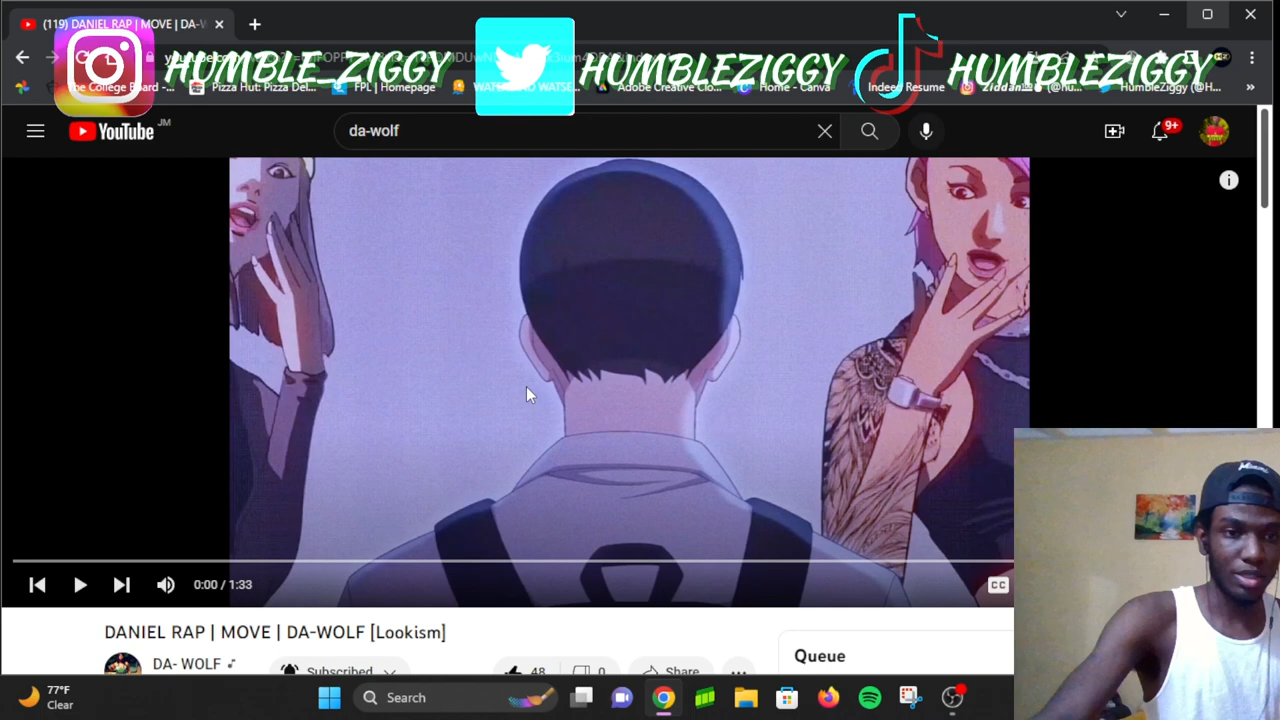 (119) DANIEL RAP | MOVE | DA-W
HUMBLE_ZIGGY
HUMBLEZIGGY
HUMBLEZIGGY
The College Board -...
Pizza Hut: Pizza Del...
FPL | Homepage
Adobe Creative Clo...
Home - Canva
Indeed Resume
HumbleZiggy (@H...
YouTube JM
da-wolf
9+
0:00 / 1:33
CC
DANIEL RAP | MOVE | DA-WOLF [Lookism]
DA- WOLF
Subscribed
48
0
Share
Queue
Miami
77°F
Clear
Search